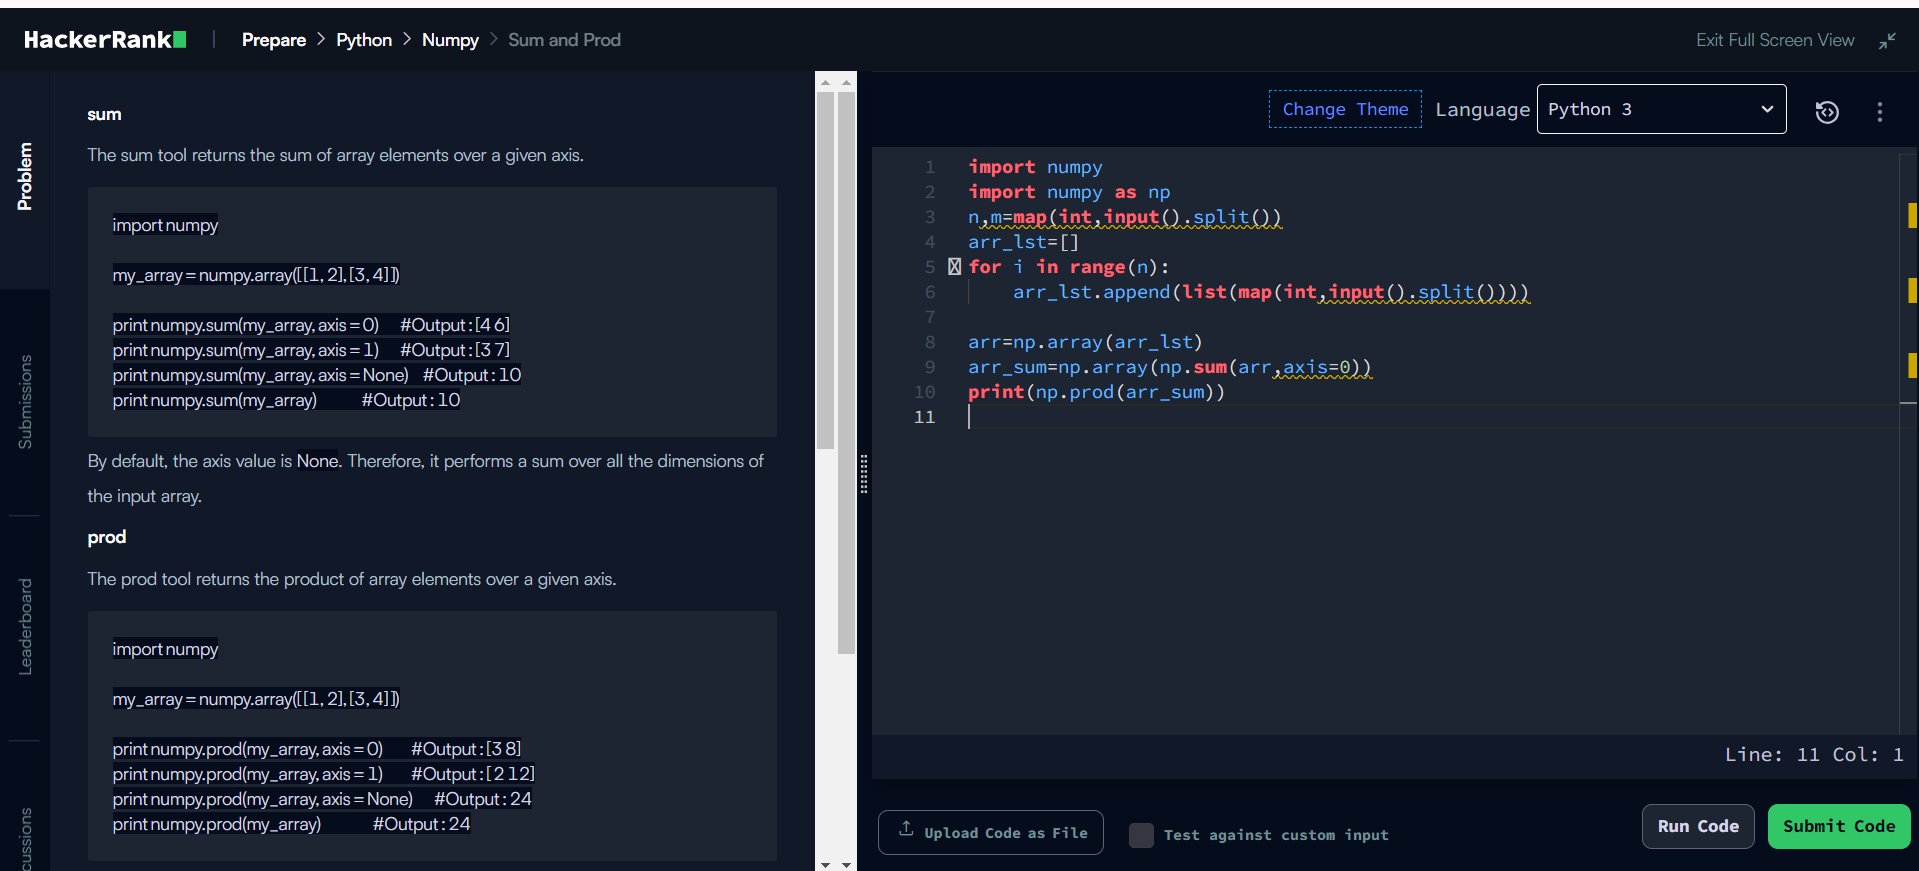 HackerRank
Prepare > Python > Numpy > Sum and Prod
Exit Full Screen View
Problem
Submissions
Leaderboard
cussions
sum
The sum tool returns the sum of array elements over a given axis.
import numpy
my_array = numpy.array([[1, 2], [3, 4]])
print numpy.sum(my_array, axis = 0) #Output : [4 6]
print numpy.sum(my_array, axis = 1) #Output : [3 7]
print numpy.sum(my_array, axis = None) #Output : 10
print numpy.sum(my_array) #Output : 10
By default, the axis value is None. Therefore, it performs a sum over all the dimensions of
the input array.
prod
The prod tool returns the product of array elements over a given axis.
import numpy
my_array = numpy.array([[1, 2], [3, 4]])
print numpy.prod(my_array, axis = 0) #Output : [3 8]
print numpy.prod(my_array, axis = 1) #Output : [ 2 12]
print numpy.prod(my_array, axis = None) #Output : 24
print numpy.prod(my_array) #Output : 24
Change Theme Language Python 3
1 import numpy
2 import numpy as np
3 n,m=map(int,input().split())
4 arr_lst=[]
5 for i in range(n):
6 arr_lst.append(list(map(int,input().split())))
7
8 arr=np.array(arr_lst)
9 arr_sum=np.array(np.sum(arr,axis=0))
10 print(np.prod(arr_sum))
11
Line: 11 Col: 1
Upload Code as File
Test against custom input
Run Code
Submit Code